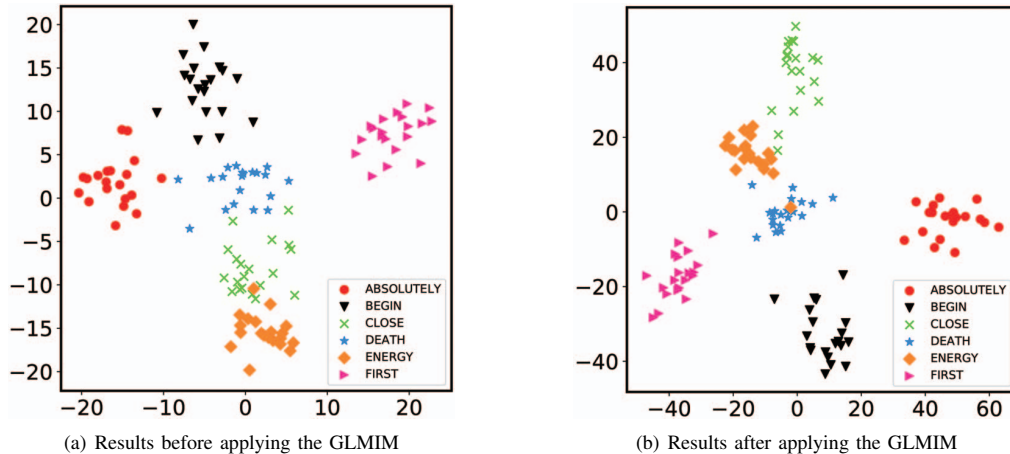 20
15
10
5
0
−5
−10
−15
−20
−20
−10
0
10
20
ABSOLUTELY
BEGIN
CLOSE
DEATH
ENERGY
FIRST
(a) Results before applying the GLMIM
40
20
0
−20
−40
−40
−20
0
20
40
60
ABSOLUTELY
BEGIN
CLOSE
DEATH
ENERGY
FIRST
(b) Results after applying the GLMIM